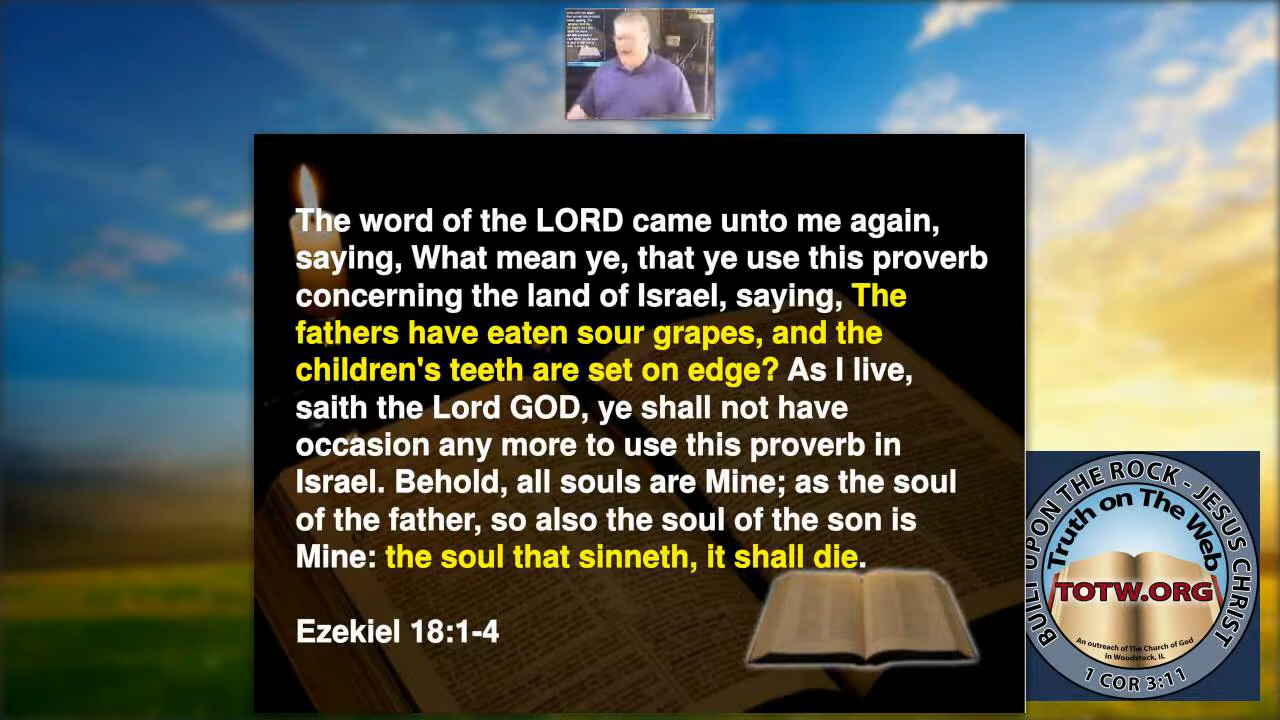 The word of the LORD came unto me again,
saying, What mean ye, that ye use this proverb
concerning the land of Israel, saying, The
fathers have eaten sour grapes, and the
children's teeth are set on edge? As I live,
saith the Lord GOD, ye shall not have
occasion any more to use this proverb in
Israel. Behold, all souls are Mine; as the soul
of the father, so also the soul of the son is
Mine: the soul that sinneth, it shall die.
Ezekiel 18:1-4
BUILT UPON THE ROCK - JESUS CHRIST
Truth on The Web
TOTW.ORG
An outreach of The Church of God
in Woodstock, IL
1 COR 3:11